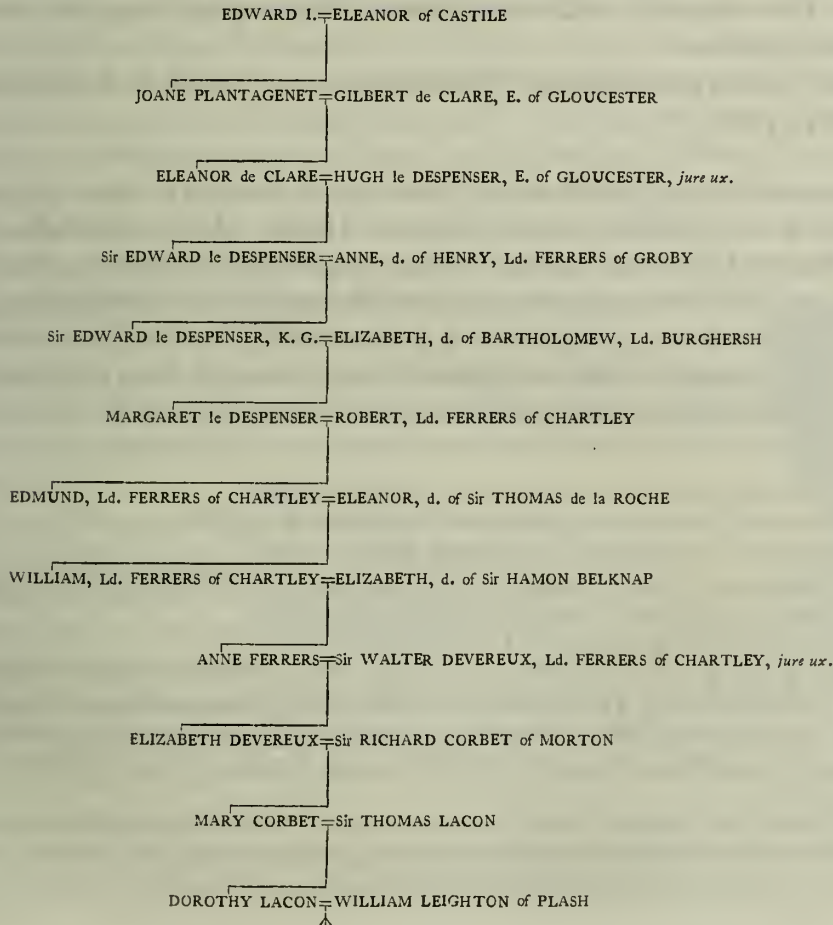 EDWARD I.=ELEANOR of CASTILE
JOANE PLANTAGENET=GILBERT de CLARE, E. of GLOUCESTER
ELEANOR de CLARE=HUGH le DESPENSER, E. of GLOUCESTER, jure ux.
Sir EDWARD le DESPENSER=ANNE, d. of HENRY, Ld. FERRERS of GROBY
Sir EDWARD le DESPENSER, K. G.=ELIZABETH, d. of BARTHOLOMEW, Ld. BURGHERSH
MARGARET le DESPENSER=ROBERT, Ld. FERRERS of CHARTLEY
EDMUND, Ld. FERRERS of CHARTLEY=ELEANOR, d. of Sir THOMAS de la ROCHE
WILLIAM, Ld. FERRERS of CHARTLEY=ELIZABETH, d. of Sir HAMON BELKNAP
ANNE FERRERS=Sir WALTER DEVEREUX, Ld. FERRERS of CHARTLEY, jure ux.
ELIZABETH DEVEREUX=Sir RICHARD CORBET of MORTON
MARY CORBET=Sir THOMAS LACON
DOROTHY LACON=WILLIAM LEIGHTON of PLASH